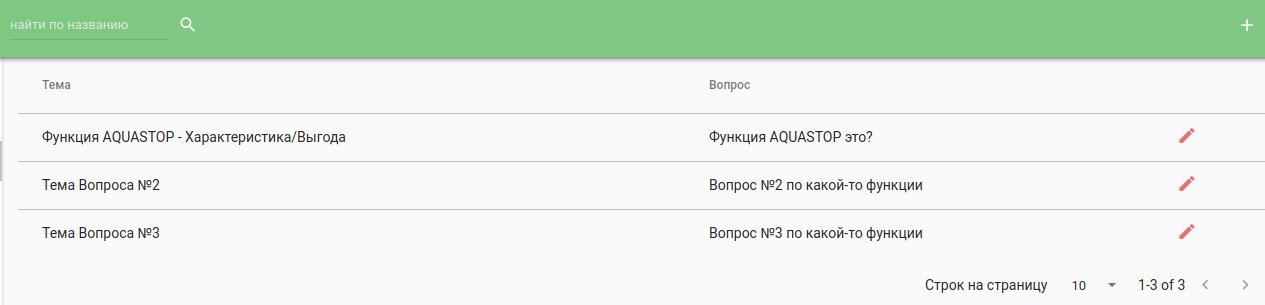 найти по названию
Тема Вопрос
Функция AQUASTOP - Характеристика/Выгода Функция AQUASTOP это?
Тема Вопроса №2 Вопрос №2 по какой-то функции
Тема Вопроса №3 Вопрос №3 по какой-то функции
Строк на страницу 10 1-3 of 3